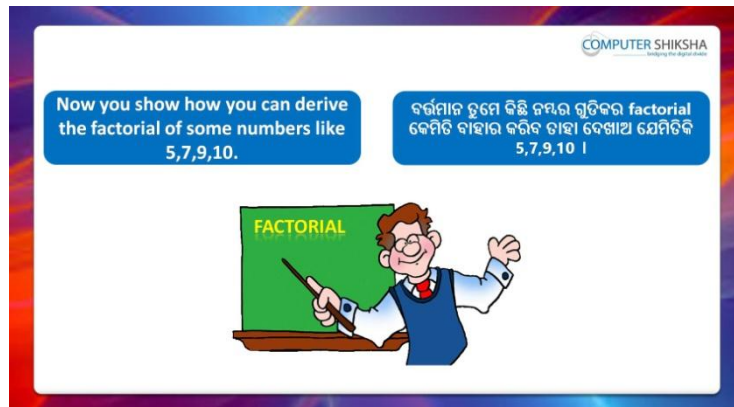 COMPUTER SHIKSHA
... bridging the digital divide
Now you show how you can derive
the factorial of some numbers like
5,7,9,10.
ବର୍ତ୍ତମାନ ତୁମେ କିଛି ନମ୍ବର ଗୁଡିକର factorial
କେମିତି ବାହାର କରିବ ତାହା ଦେଖାଅ ଯେମିତିକି
5,7,9,10 ।
FACTORIAL